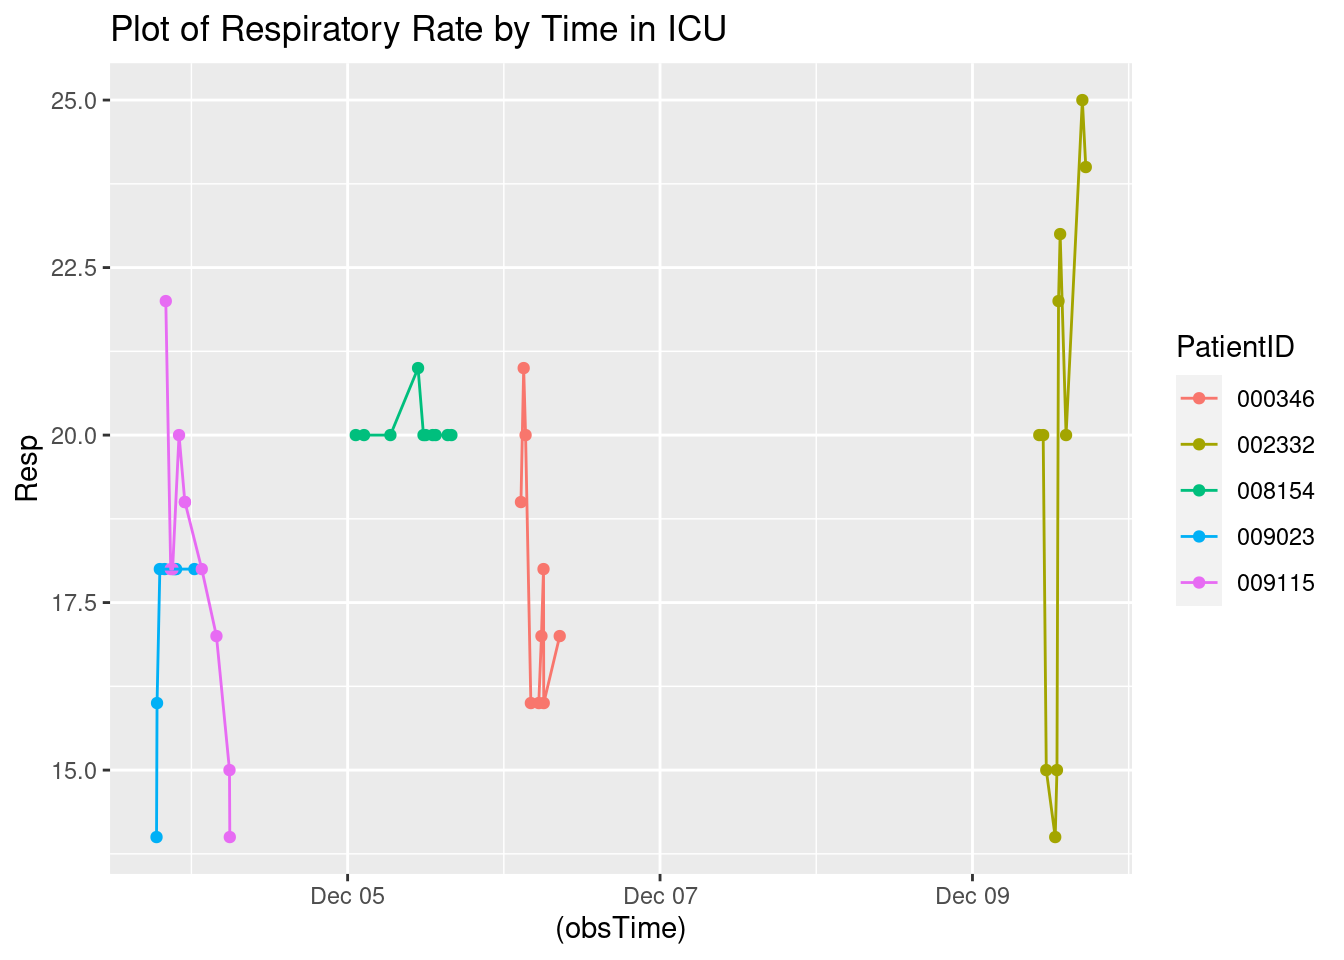 Plot of Respiratory Rate by Time in ICU
25.0
22.5
20.0
17.5
15.0
Resp
Dec 05
Dec 07
Dec 09
(obsTime)
PatientID
000346
002332
008154
009023
009115